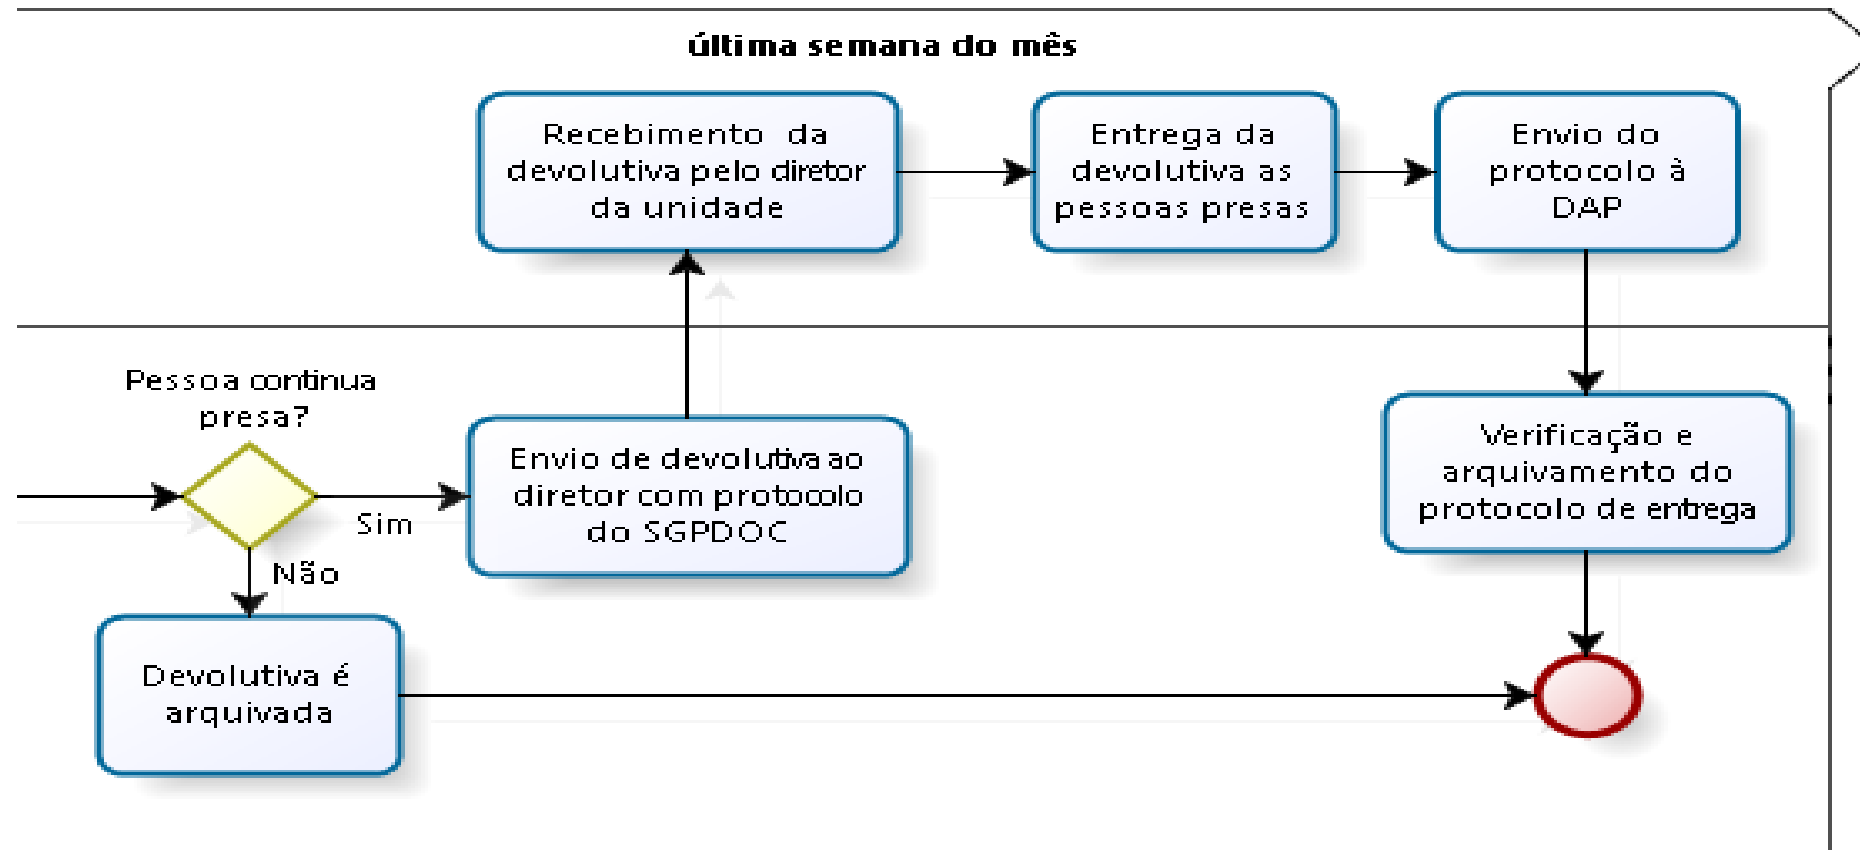 última semana do mês
Recebimento da
devolutiva pelo diretor
da unidade
Entrega da
devolutiva as
pessoas presas
Envio do
protocolo à
DAP
Pessoa continua
presa?
Sim
Não
Envio de devolutiva ao
diretor com protocolo
do SGPDOC
Verificação e
arquivamento do
protocolo de entrega
Devolutiva é
arquivada